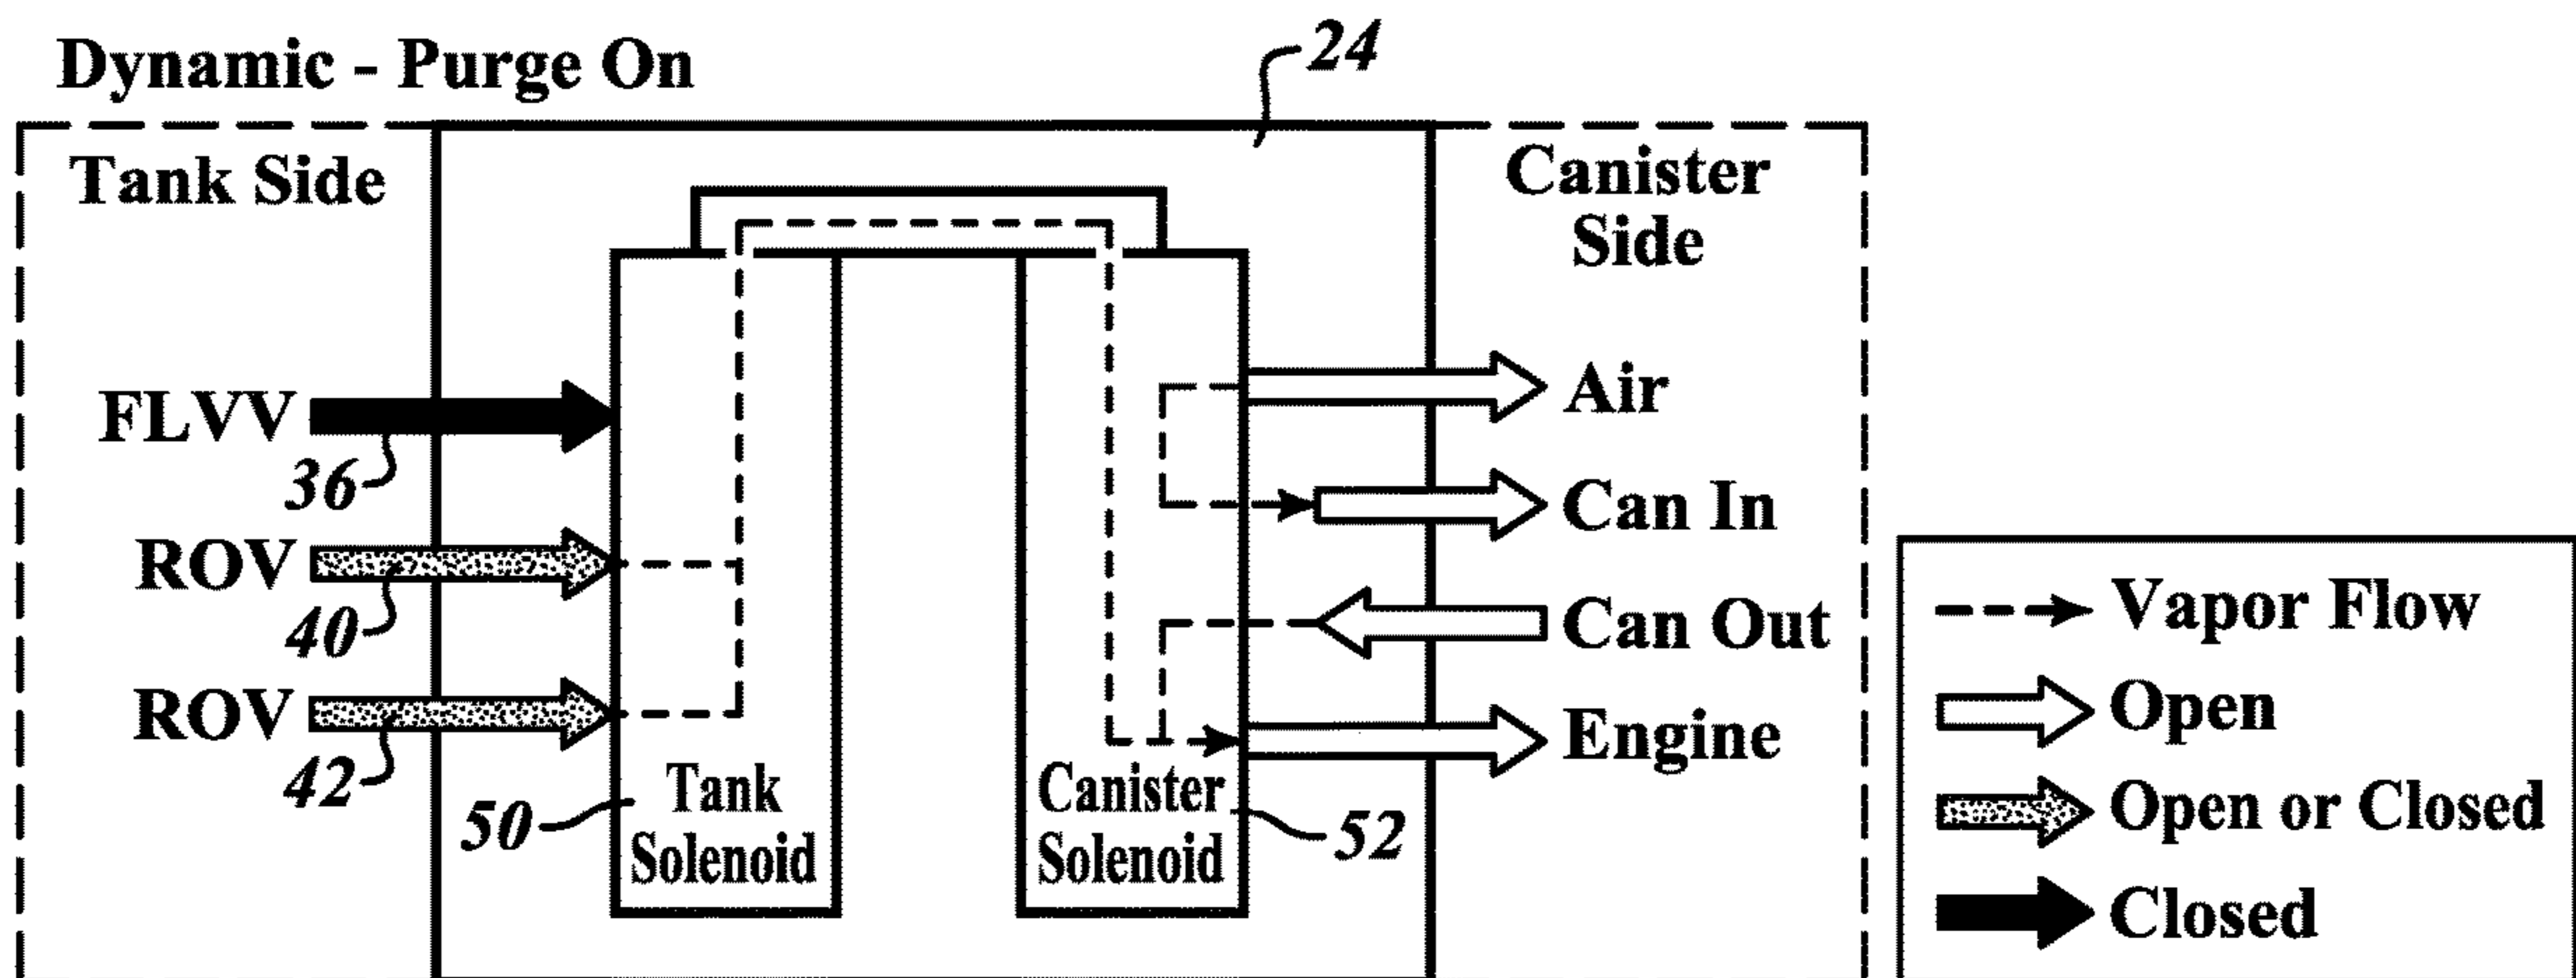 Dynamic - Purge On
24
Tank Side
Canister
Side
FLVV
36
ROV
40
ROV
42
50
Tank
Solenoid
Canister
Solenoid
52
Air
Can In
Can Out
Engine
Vapor Flow
Open
Open or Closed
Closed